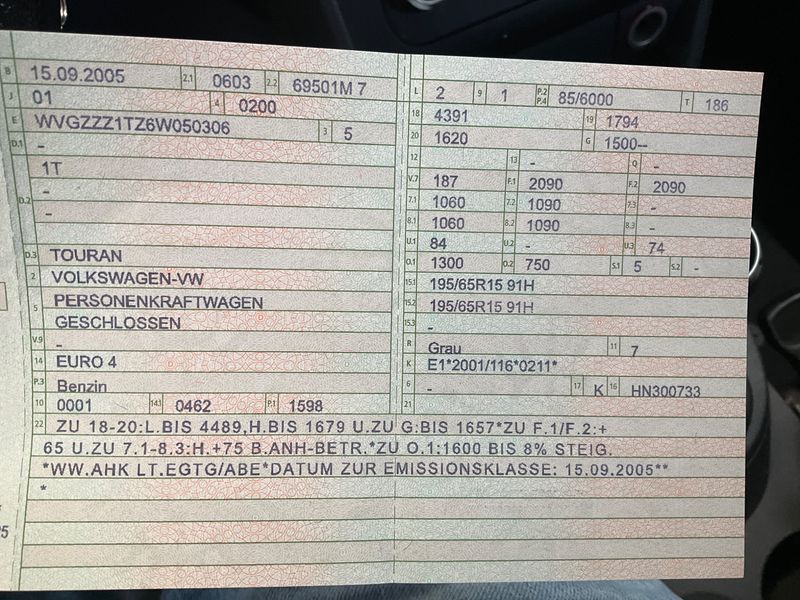 B 15.09.2005 2.1 0603 2.2 69501M 7
J 01 4 0200
E WVGZZZ1TZ6W050306 3 5
D.1 -
1T
-
D.2 -
D.3 TOURAN
2 VOLKSWAGEN-VW
5 PERSONENKRAFTWAGEN
GESCHLOSSEN
V.9 -
14 EURO 4
P.3 Benzin
10 0001 14.1 0462 P.1 1598
L 2 9 1 P.2 P.4 85/6000 T 186
18 4391 19 1794
20 1620 G 1500--
12 13 - Q -
V.7 187 F.1 2090 F.2 2090
7.1 1060 7.2 1090 7.3 -
8.1 1060 8.2 1090 8.3 -
U.1 84 U.2 - U.3 74
O.1 1300 O.2 750 S.1 5 S.2 -
15.1 195/65R15 91H
15.2 195/65R15 91H
15.3 -
R Grau 11 7
K E1*2001/116*0211*
6 - 17 K 16 HN300733
21
22 ZU 18-20:L.BIS 4489,H.BIS 1679 U.ZU G:BIS 1657*ZU F.1/F.2:+
65 U.ZU 7.1-8.3:H.+75 B.ANH-BETR.*ZU O.1:1600 BIS 8% STEIG.
*WW.AHK LT.EGTG/ABE*DATUM ZUR EMISSIONSKLASSE: 15.09.2005**
*